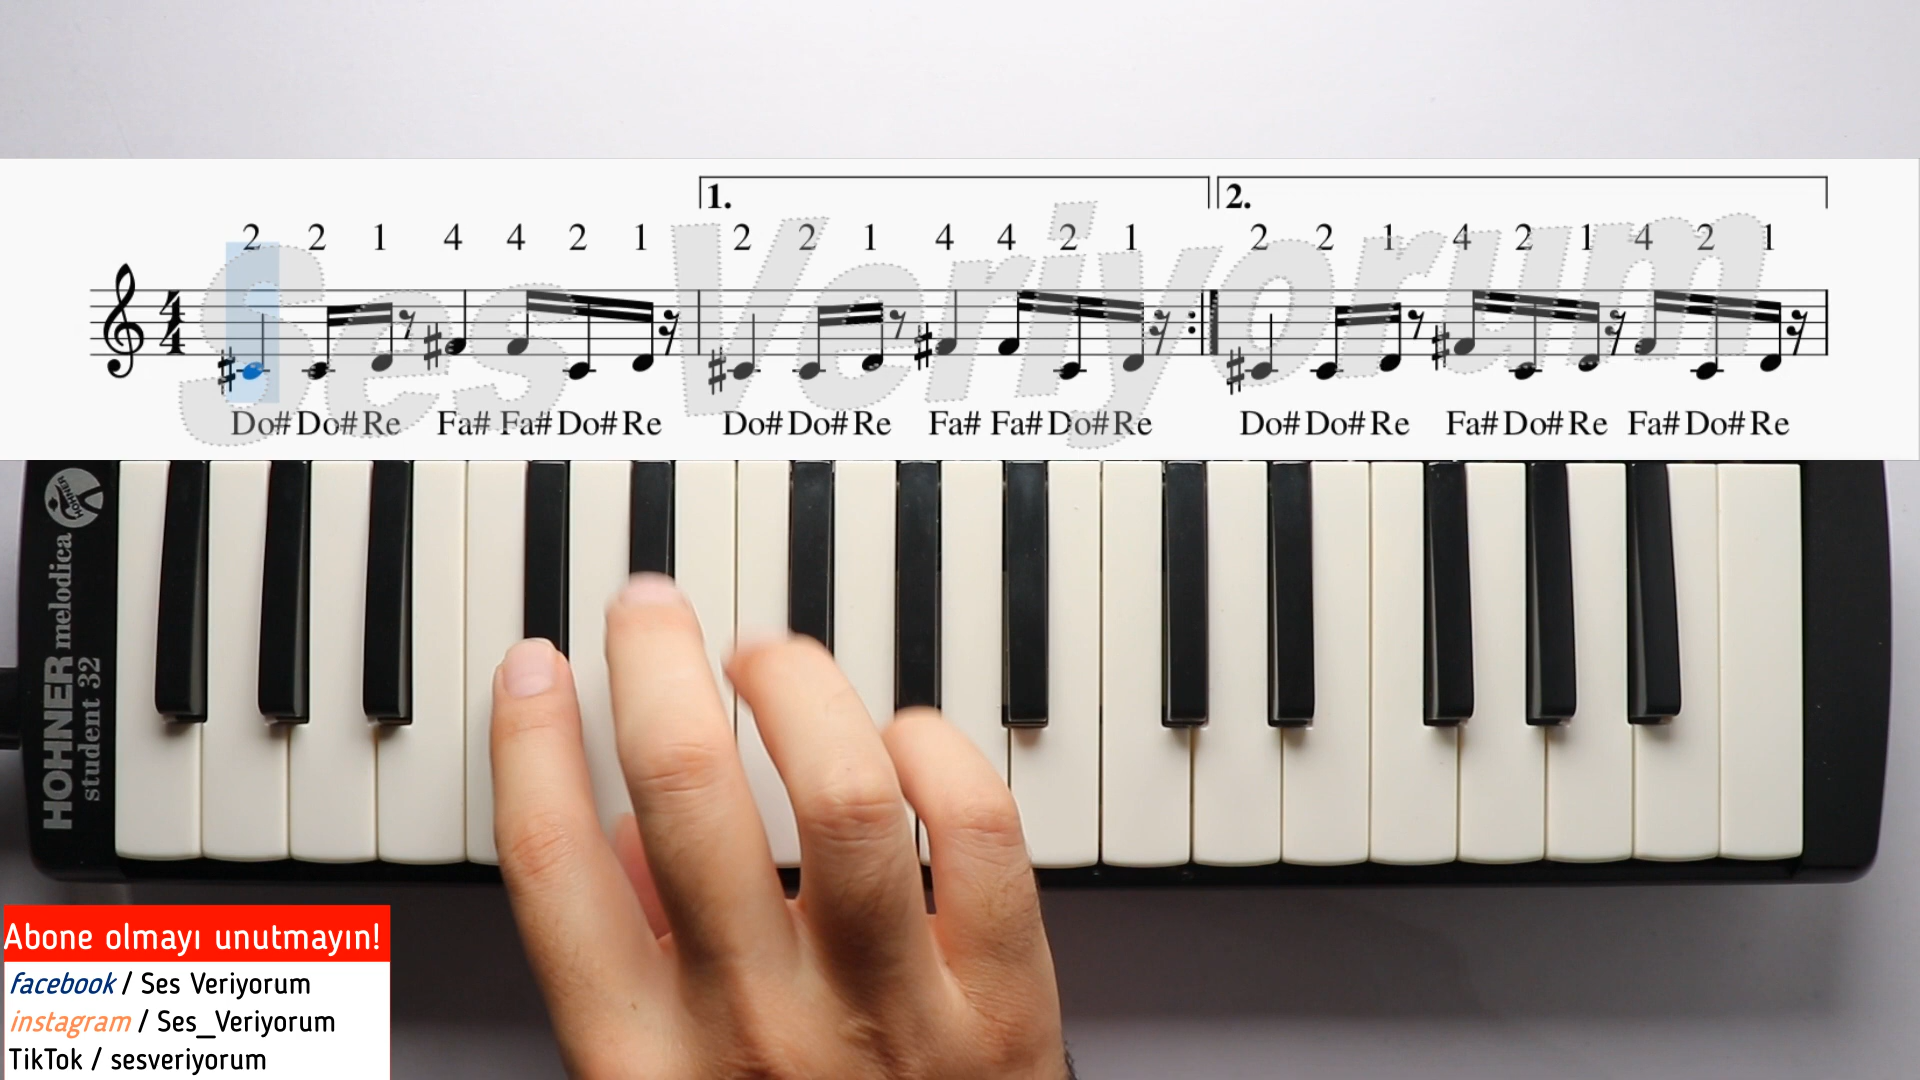 1. 2.
2 2 1 4 4 2 1 2 2 1 4 4 2 1 2 2 1 4 2 1 4 2 1
Ses Veriyorum
4
4
Do# Do# Re Fa# Fa# Do# Re Do# Do# Re Fa# Fa# Do# Re Do# Do# Re Fa# Do# Re Fa# Do# Re
HOHNER
HOHNER melodica
student 32
Abone olmayı unutmayın!
facebook / Ses Veriyorum
instagram / Ses_Veriyorum
TikTok / sesveriyorum